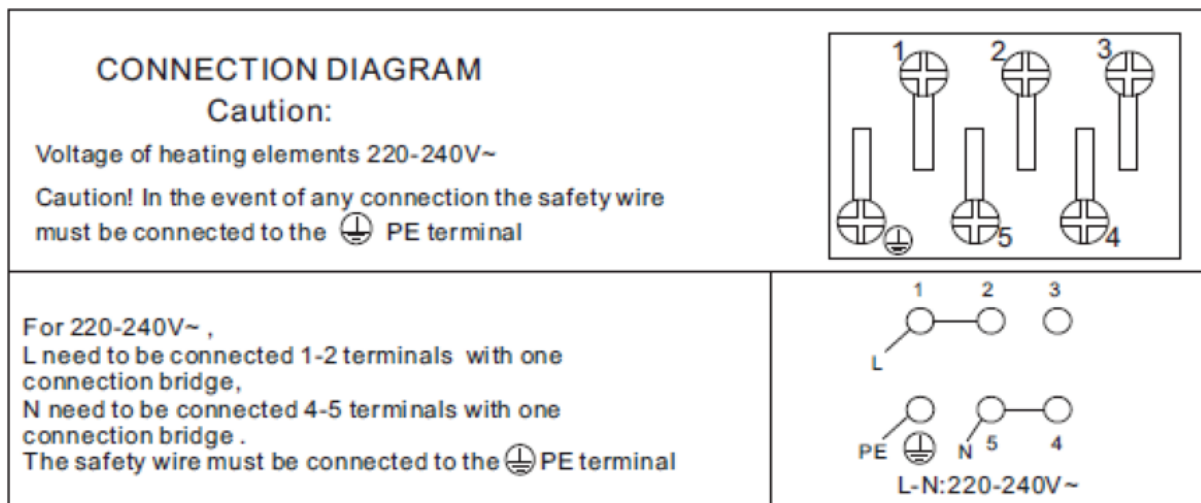 CONNECTION DIAGRAM
Caution:
Voltage of heating elements 220-240V~
Caution! In the event of any connection the safety wire
must be connected to the PE terminal
1 2 3
5 4
For 220-240V~ ,
L need to be connected 1-2 terminals with one
connection bridge,
N need to be connected 4-5 terminals with one
connection bridge .
The safety wire must be connected to the PE terminal
1 2 3
L
PE N 5 4
L-N:220-240V~